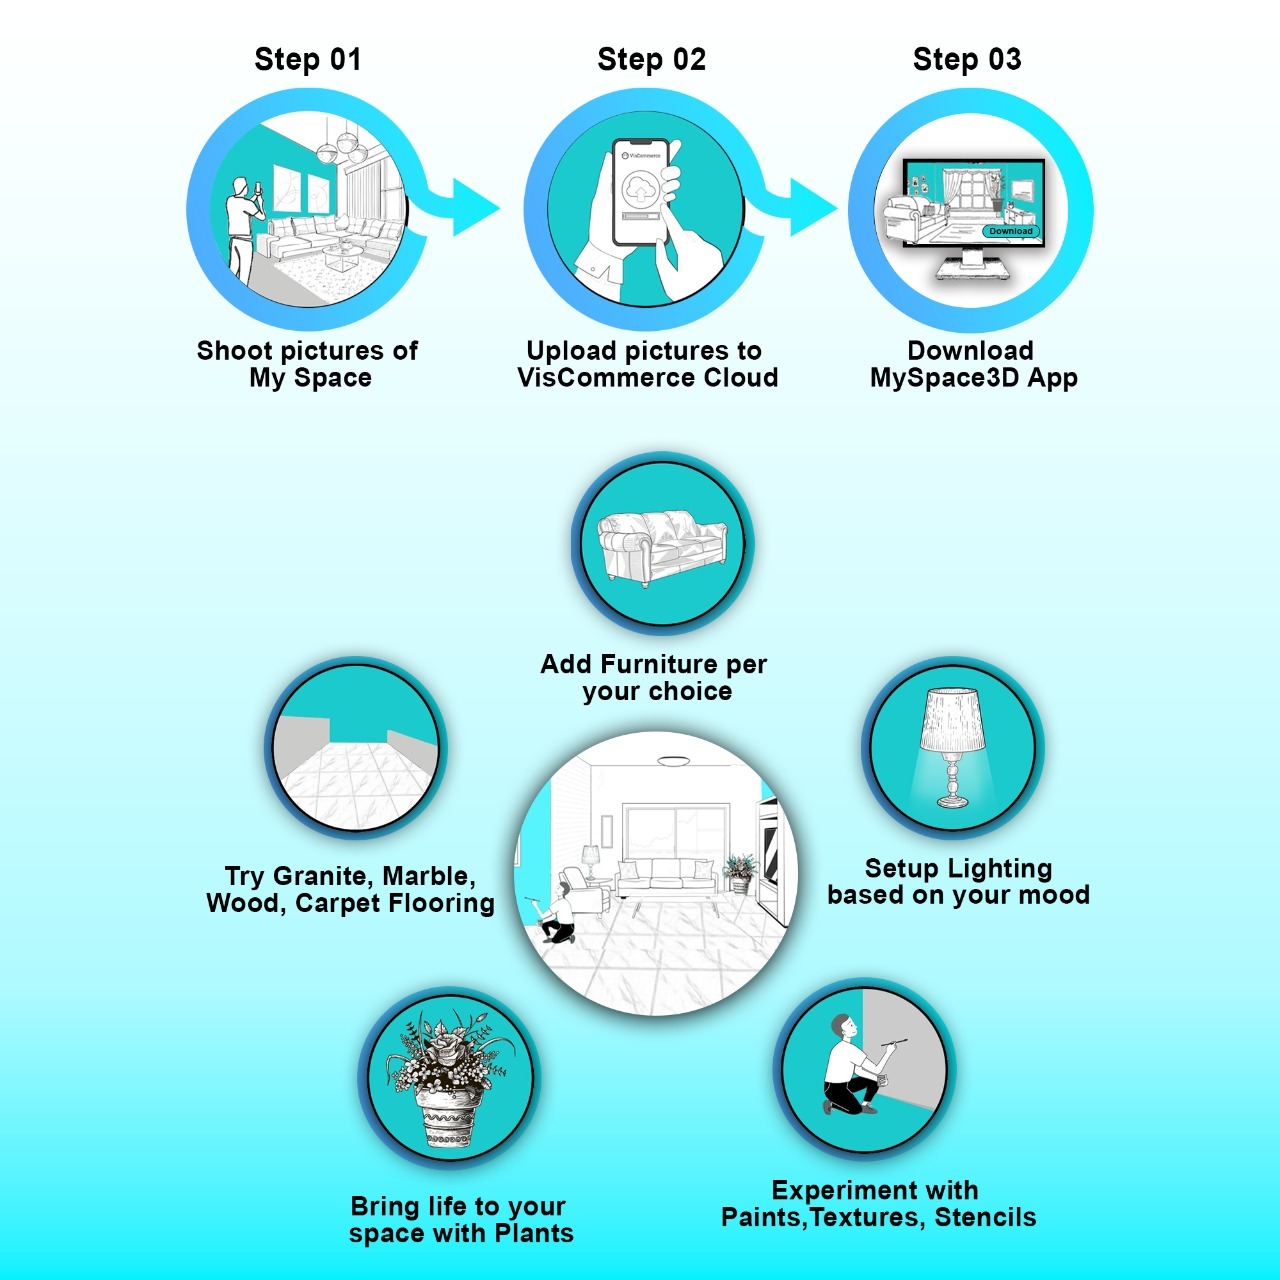 Step 01
Step 02
Step 03
VisCommerce
Download
Shoot pictures of
My Space
Upload pictures to
VisCommerce Cloud
Download
MySpace3D App
Add Furniture per
your choice
Try Granite, Marble,
Wood, Carpet Flooring
Setup Lighting
based on your mood
Bring life to your
space with Plants
Experiment with
Paints,Textures, Stencils